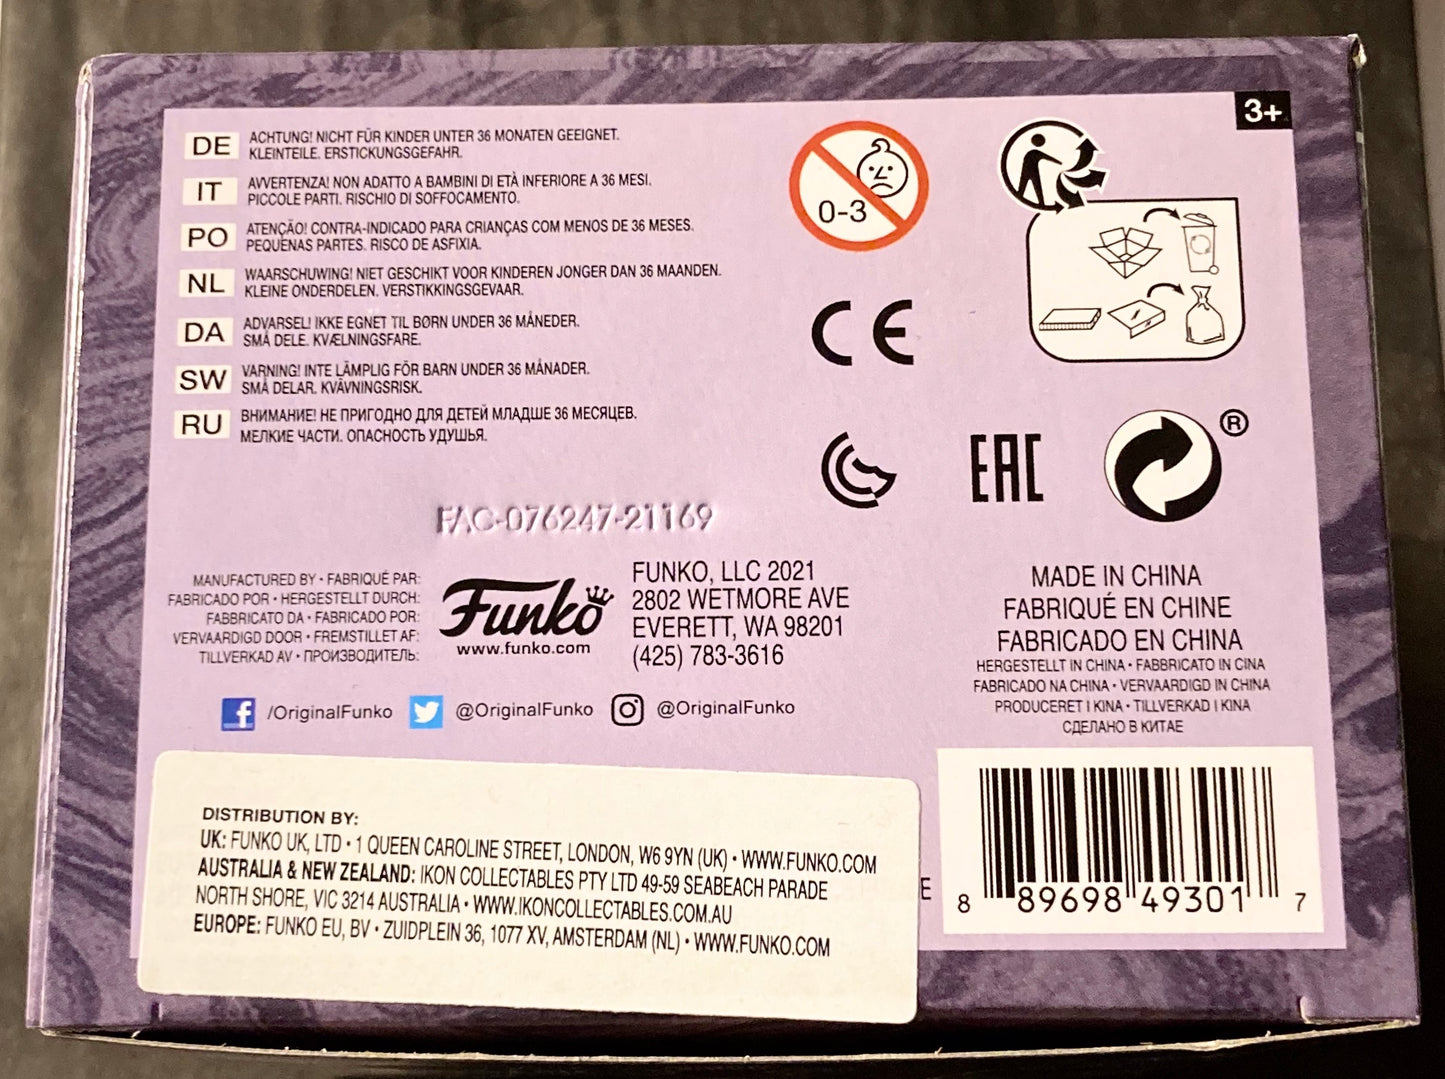 3+
DE ACHTUNG! NICHT FÜR KINDER UNTER 36 MONATEN GEEIGNET.
KLEINTEILE. ERSTICKUNGSGEFAHR.
IT AVVERTENZA! NON ADATTO A BAMBINI DI ETÀ INFERIORE A 36 MESI.
PICCOLE PARTI. RISCHIO DI SOFFOCAMENTO.
PO ATENÇÃO! CONTRA-INDICADO PARA CRIANÇAS COM MENOS DE 36 MESES.
PEQUENAS PARTES. RISCO DE ASFIXIA.
NL WAARSCHUWING! NIET GESCHIKT VOOR KINDEREN JONGER DAN 36 MAANDEN.
KLEINE ONDERDELEN. VERSTIKKINGSGEVAAR.
DA ADVARSEL! IKKE EGNET TIL BØRN UNDER 36 MÅNEDER.
SMÅ DELE. KVÆLNINGSFARE.
SW VARNING! INTE LÄMPLIG FÖR BARN UNDER 36 MÅNADER.
SMÅ DELAR. KVÄVNINGSRISK.
RU ВНИМАНИЕ! НЕ ПРИГОДНО ДЛЯ ДЕТЕЙ МЛАДШЕ 36 МЕСЯЦЕВ.
МЕЛКИЕ ЧАСТИ. ОПАСНОСТЬ УДУШЬЯ.
0-3
CE
EAC
®
FAC-076247-21169
MANUFACTURED BY • FABRIQUÉ PAR:
FABRICADO POR • HERGESTELLT DURCH:
FABBRICATO DA • FABRICADO POR:
VERVAARDIGD DOOR • FREMSTILLET AF:
TILLVERKAD AV • ПРОИЗВОДИТЕЛЬ:
Funko
www.funko.com
FUNKO, LLC 2021
2802 WETMORE AVE
EVERETT, WA 98201
(425) 783-3616
MADE IN CHINA
FABRIQUÉ EN CHINE
FABRICADO EN CHINA
HERGESTELLT IN CHINA • FABBRICATO IN CINA
FABRICADO NA CHINA • VERVAARDIGD IN CHINA
PRODUCERET I KINA • TILLVERKAD I KINA
СДЕЛАНО В КИТАЕ
/OriginalFunko @OriginalFunko @OriginalFunko
DISTRIBUTION BY:
UK: FUNKO UK, LTD • 1 QUEEN CAROLINE STREET, LONDON, W6 9YN (UK) • WWW.FUNKO.COM
AUSTRALIA & NEW ZEALAND: IKON COLLECTABLES PTY LTD 49-59 SEABEACH PARADE
NORTH SHORE, VIC 3214 AUSTRALIA • WWW.IKONCOLLECTABLES.COM.AU
EUROPE: FUNKO EU, BV • ZUIDPLEIN 36, 1077 XV, AMSTERDAM (NL) • WWW.FUNKO.COM
8 89698 49301 7